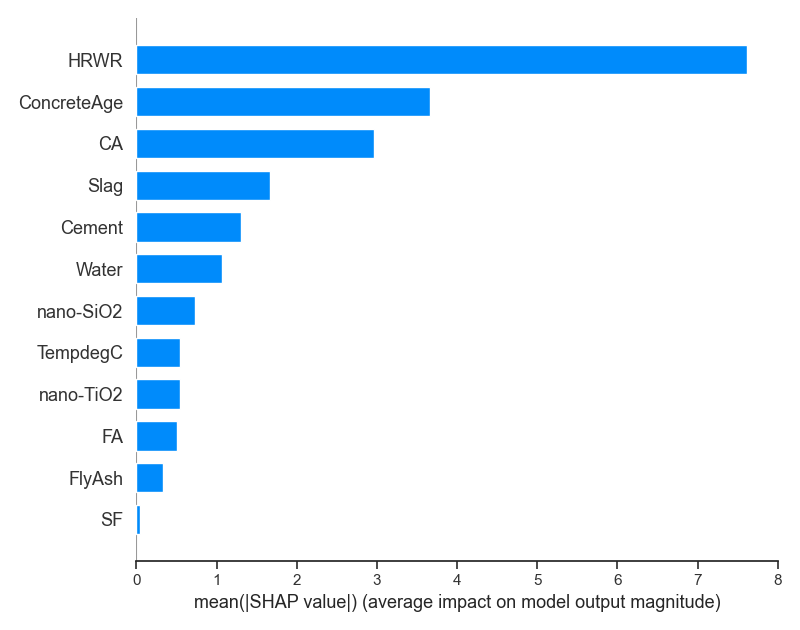 HRWR
ConcreteAge
CA
Slag
Cement
Water
nano-SiO2
TempdegC
nano-TiO2
FA
FlyAsh
SF
0 1 2 3 4 5 6 7 8
mean(|SHAP value|) (average impact on model output magnitude)